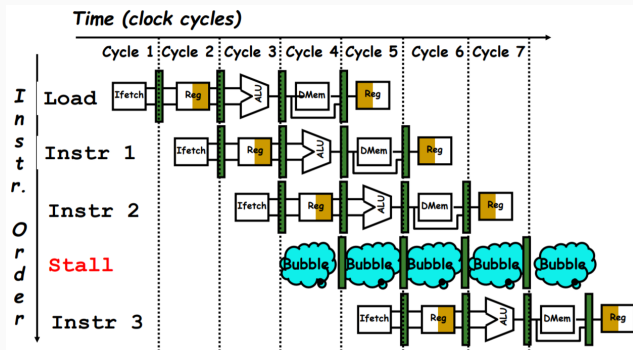 Time (clock cycles)
Cycle 1 Cycle 2 Cycle 3 Cycle 4 Cycle 5 Cycle 6 Cycle 7
Instr. Order
Load Ifetch Reg ALU DMem Reg
Instr 1 Ifetch Reg ALU DMem Reg
Instr 2 Ifetch Reg ALU DMem Reg
Stall Bubble Bubble Bubble Bubble Bubble
Instr 3 Ifetch Reg ALU DMem Reg